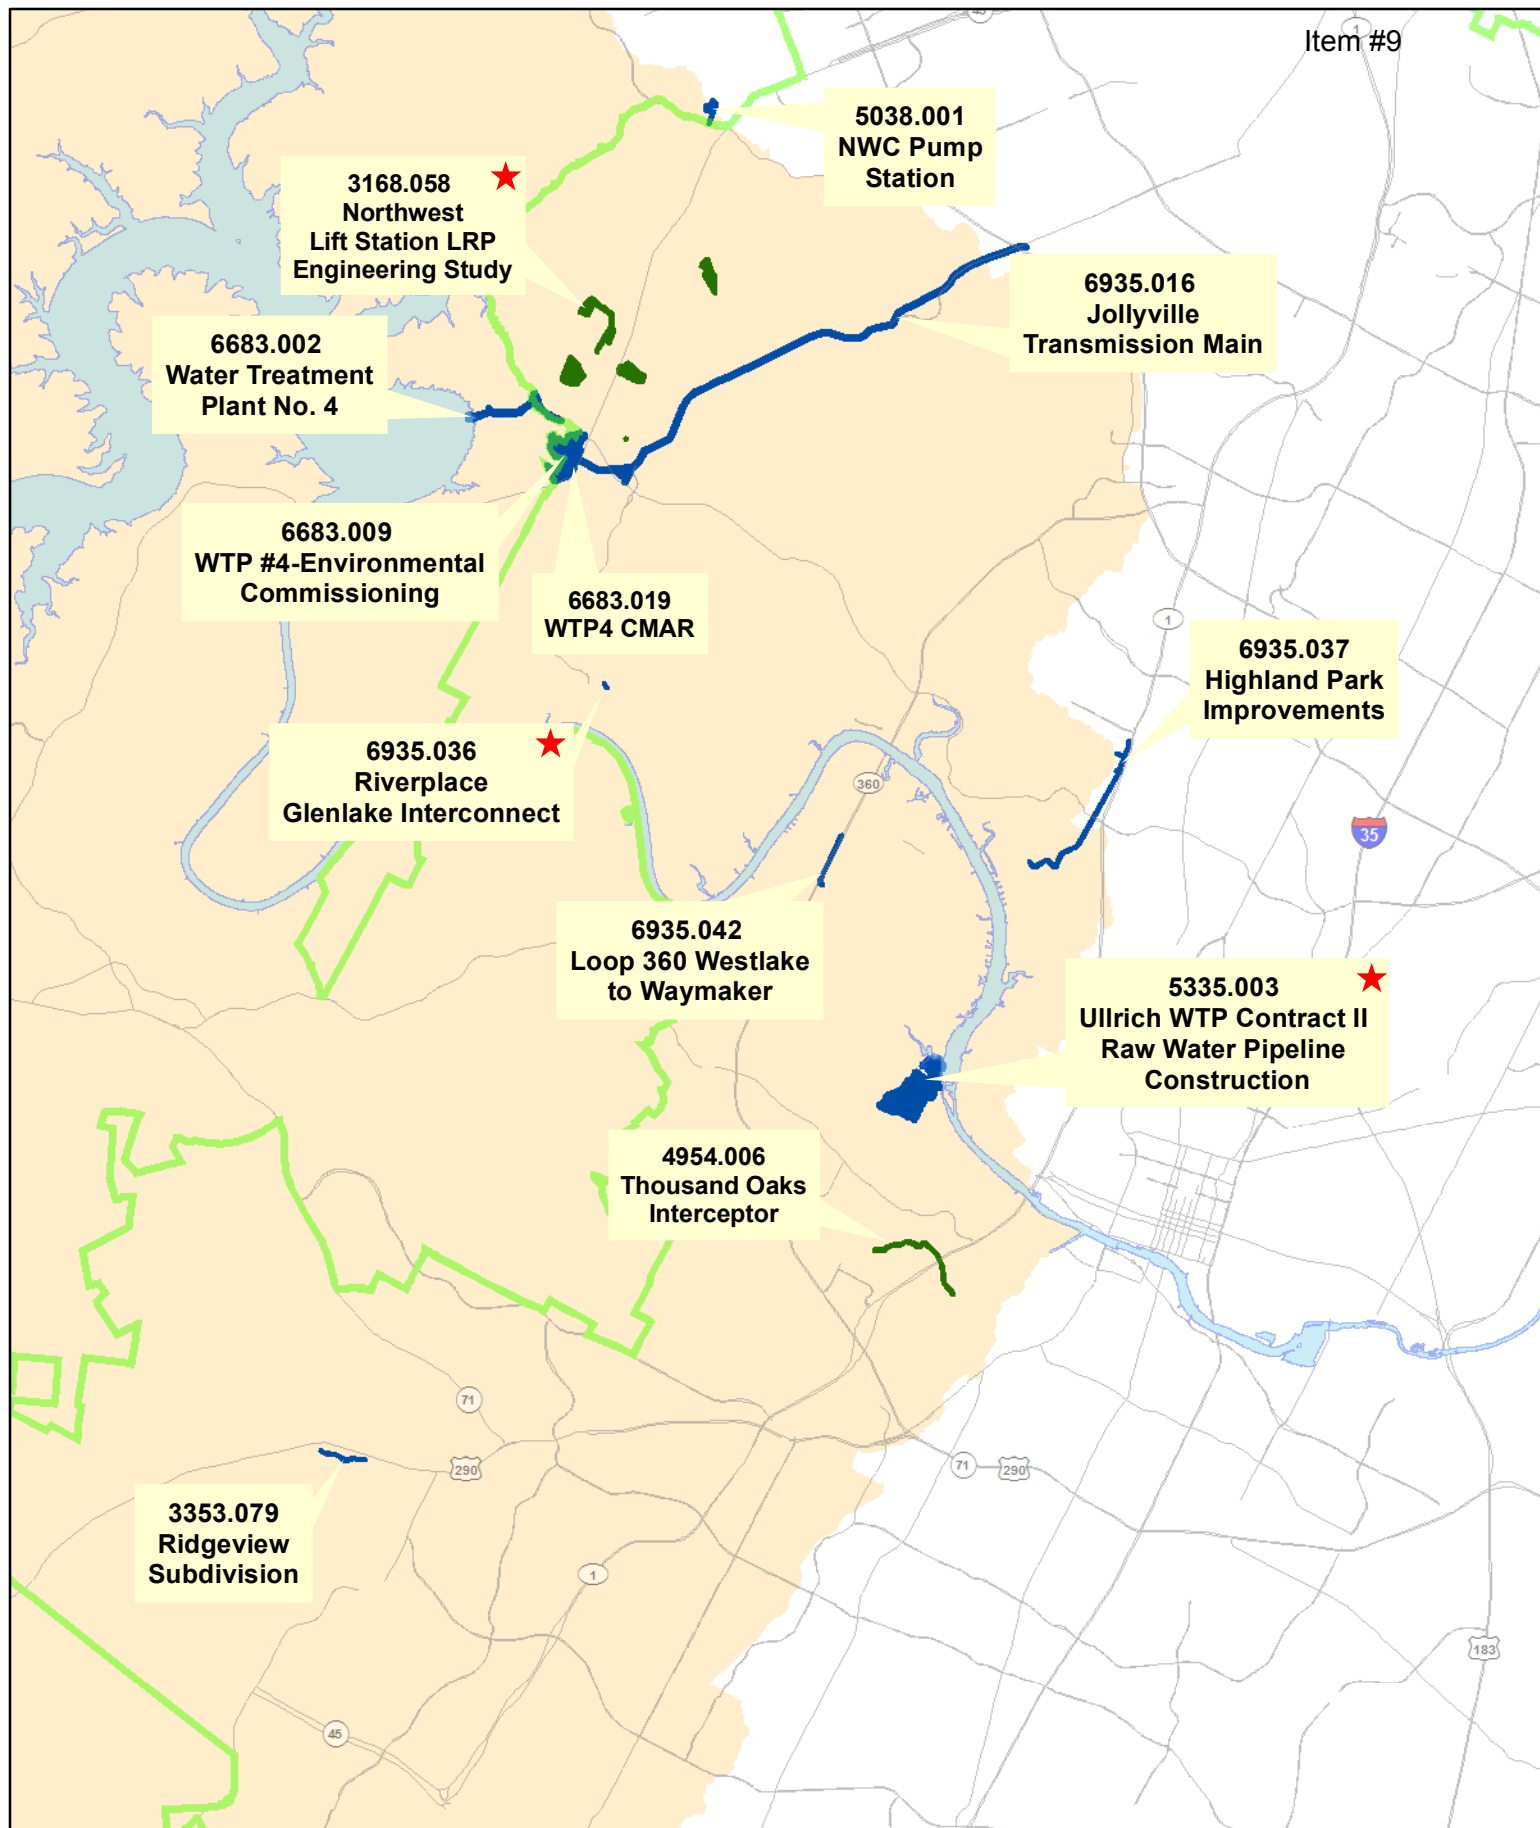 45
1
Item #9
5038.001
NWC Pump
Station
3168.058
Northwest
Lift Station LRP
Engineering Study
6935.016
Jollyville
Transmission Main
6683.002
Water Treatment
Plant No. 4
6683.009
WTP #4-Environmental
Commissioning
6683.019
WTP4 CMAR
1
6935.037
Highland Park
Improvements
6935.036
Riverplace
Glenlake Interconnect
360
35
6935.042
Loop 360 Westlake
to Waymaker
5335.003
Ullrich WTP Contract II
Raw Water Pipeline
Construction
4954.006
Thousand Oaks
Interceptor
71
290
71
290
3353.079
Ridgeview
Subdivision
1
183
45